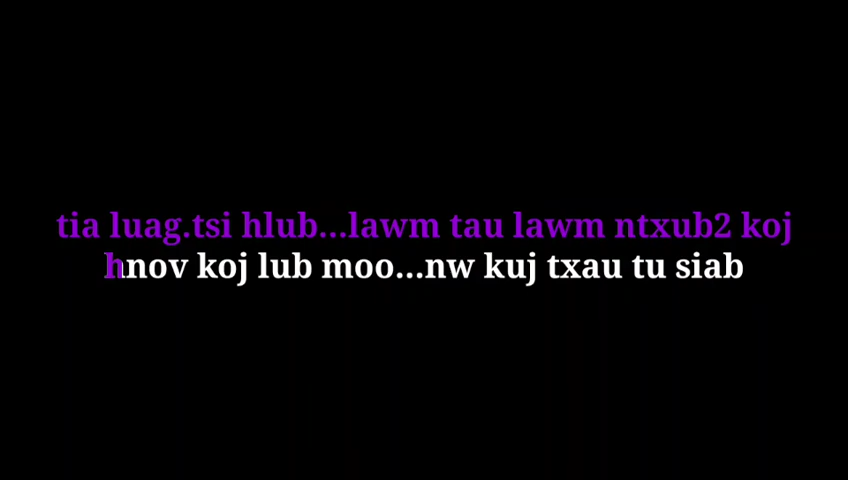 tia luag.tsi hlub...lawm tau lawm ntxub2 koj
hnov koj lub moo...nw kuj txau tu siab